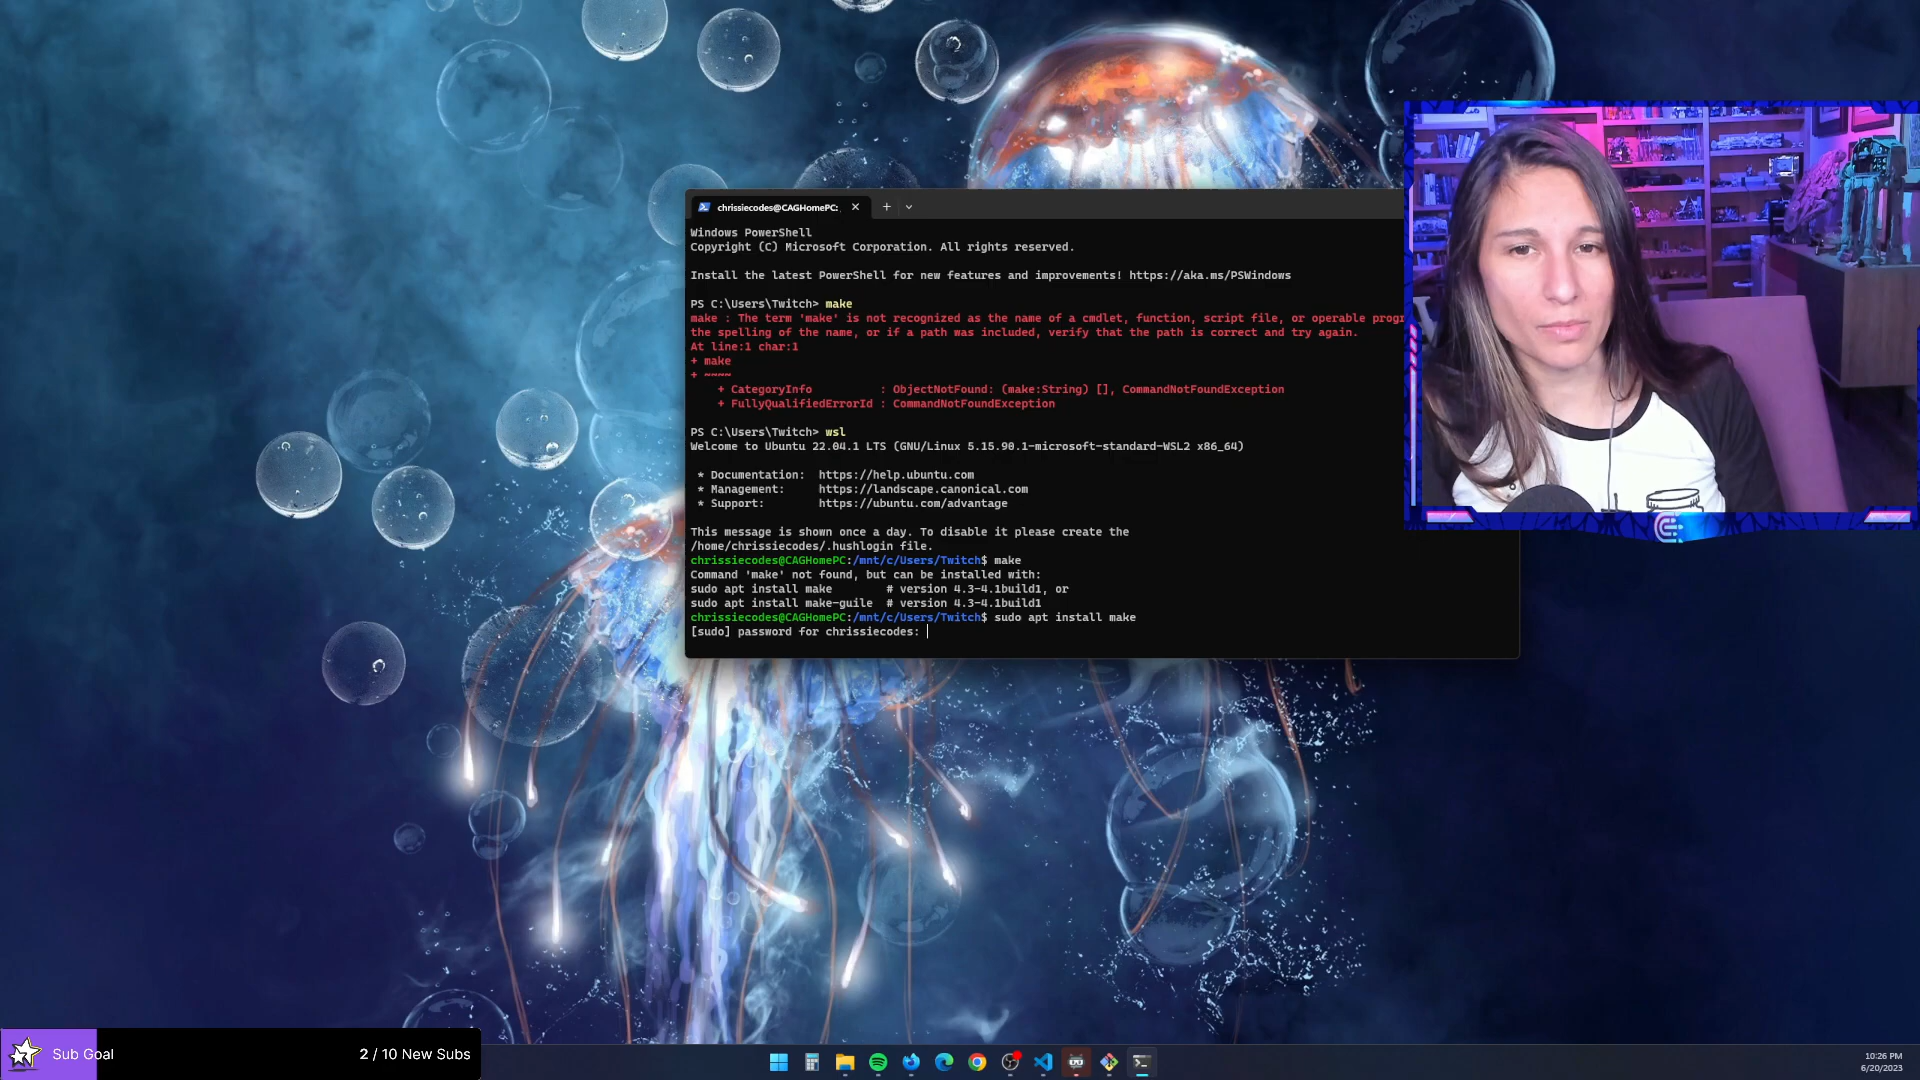 chrissiecodes@CAGHomePC:
Windows PowerShell
Copyright (C) Microsoft Corporation. All rights reserved.
Install the latest PowerShell for new features and improvements! https://aka.ms/PSWindows
PS C:\Users\Twitch> make
make : The term 'make' is not recognized as the name of a cmdlet, function, script file, or operable progr
the spelling of the name, or if a path was included, verify that the path is correct and try again.
At line:1 char:1
+ make
+ ~~~~
+ CategoryInfo : ObjectNotFound: (make:String) [], CommandNotFoundException
+ FullyQualifiedErrorId : CommandNotFoundException
PS C:\Users\Twitch> wsl
Welcome to Ubuntu 22.04.1 LTS (GNU/Linux 5.15.90.1-microsoft-standard-WSL2 x86_64)
* Documentation: https://help.ubuntu.com
* Management: https://landscape.canonical.com
* Support: https://ubuntu.com/advantage
This message is shown once a day. To disable it please create the
/home/chrissiecodes/.hushlogin file.
chrissiecodes@CAGHomePC:/mnt/c/Users/Twitch$ make
Command 'make' not found, but can be installed with:
sudo apt install make # version 4.3-4.1build1, or
sudo apt install make-guile # version 4.3-4.1build1
chrissiecodes@CAGHomePC:/mnt/c/Users/Twitch$ sudo apt install make
[sudo] password for chrissiecodes:
Sub Goal
2 / 10 New Subs
10:26 PM
6/20/2023